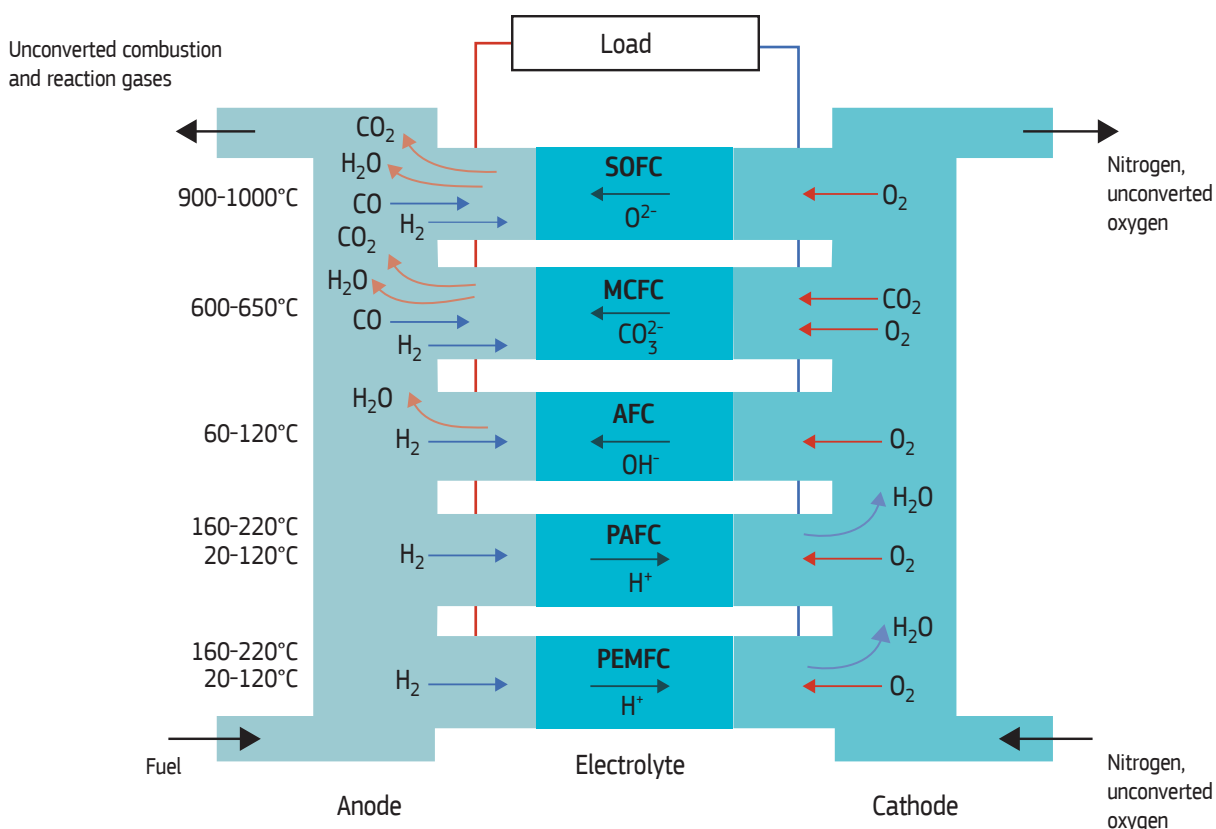 Load
Unconverted combustion
and reaction gases
Nitrogen,
unconverted
oxygen
900-1000°C
CO₂
H₂O
CO
H₂
SOFC
O²⁻
O₂
600-650°C
CO₂
H₂O
CO
H₂
MCFC
CO₃²⁻
CO₂
O₂
60-120°C
H₂O
H₂
AFC
OH⁻
O₂
160-220°C
20-120°C
H₂
PAFC
H⁺
H₂O
O₂
160-220°C
20-120°C
H₂
PEMFC
H⁺
H₂O
O₂
Fuel
Electrolyte
Nitrogen,
unconverted
oxygen
Anode
Cathode